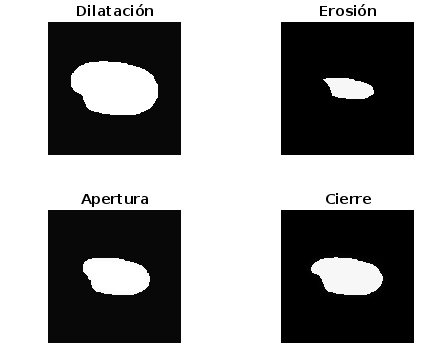 Dilatación
Erosión
Apertura
Cierre